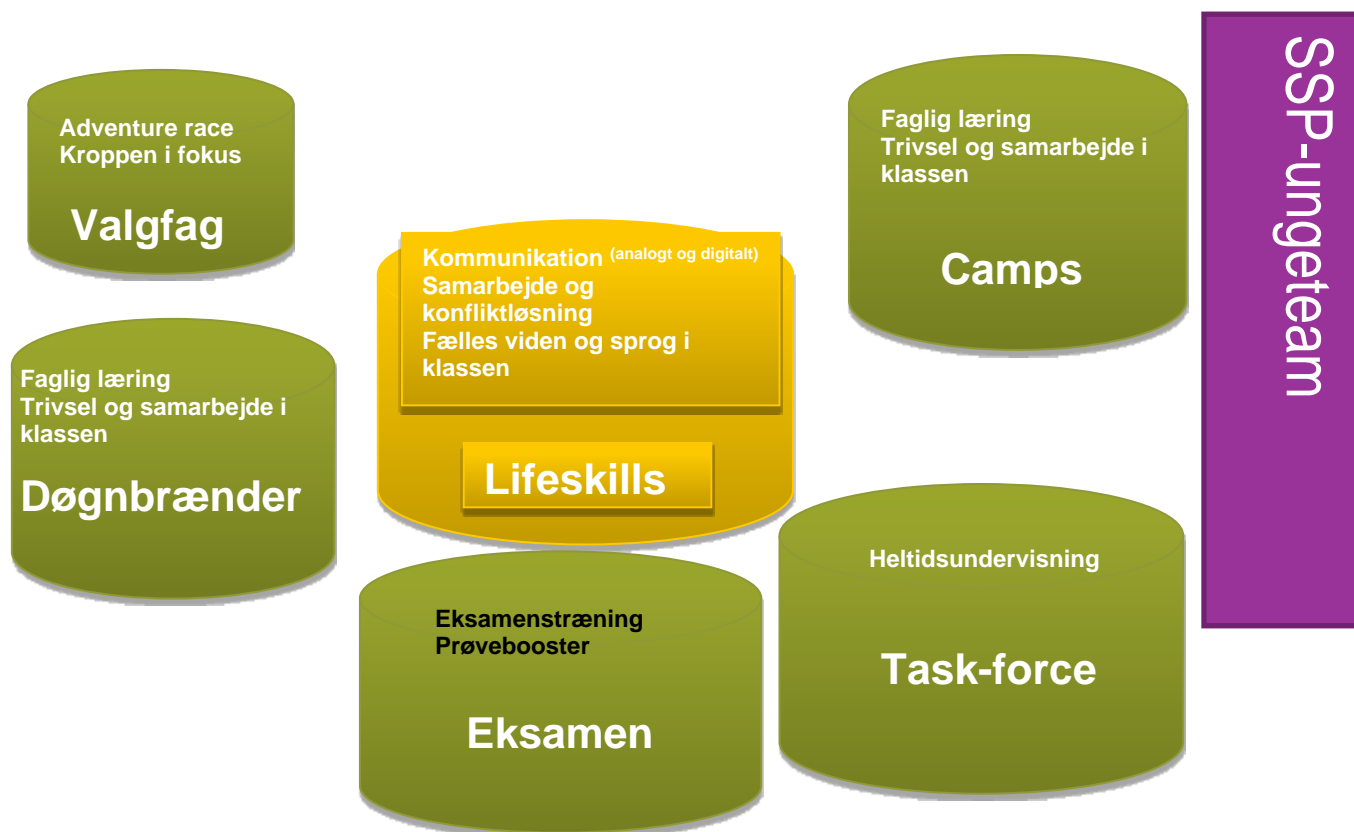 Adventure race
Kroppen i fokus
Valgfag
Faglig læring
Trivsel og samarbejde i
klassen
Døgnbrænder
Kommunikation (analogt og digitalt)
Samarbejde og
konfliktløsning
Fælles viden og sprog i
klassen
Lifeskills
Eksamenstræning
Prøvebooster
Eksamen
Faglig læring
Trivsel og samarbejde i
klassen
Camps
Heltidsundervisning
Task-force
SSP-ungeteam